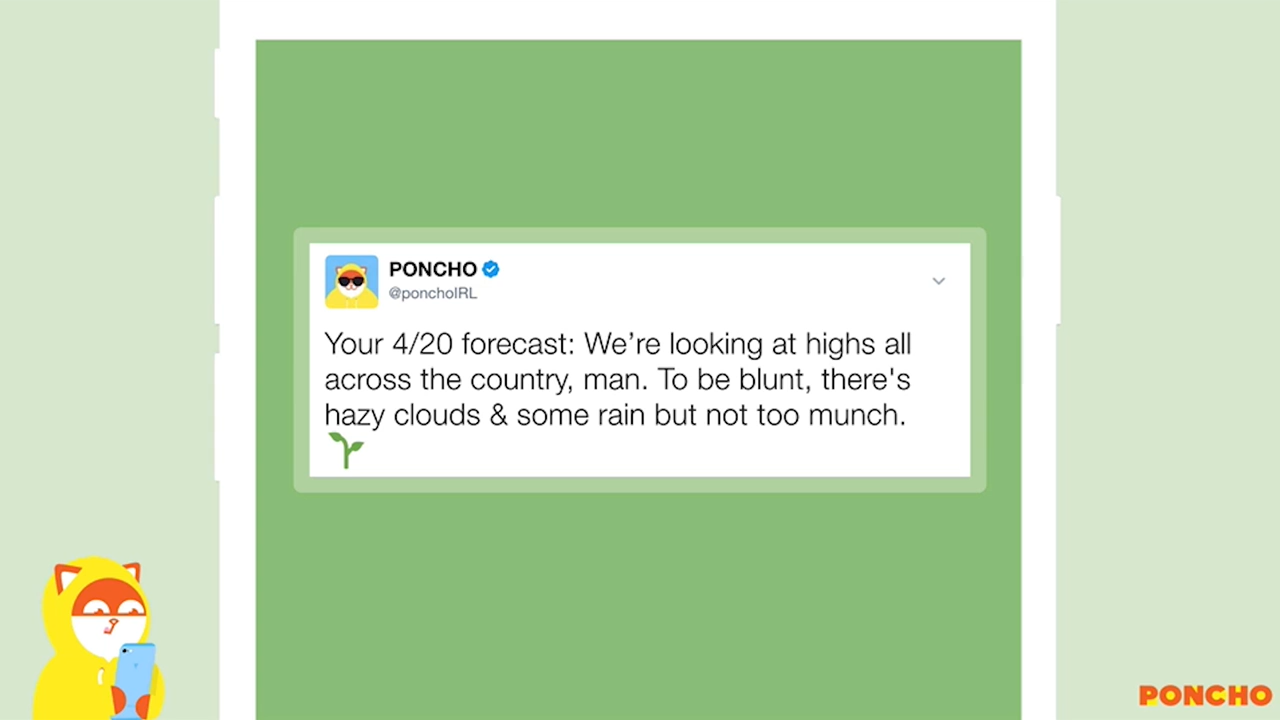 PONCHO
@ponchoIRL
Your 4/20 forecast: We’re looking at highs all
across the country, man. To be blunt, there's
hazy clouds & some rain but not too munch.
PONCHO